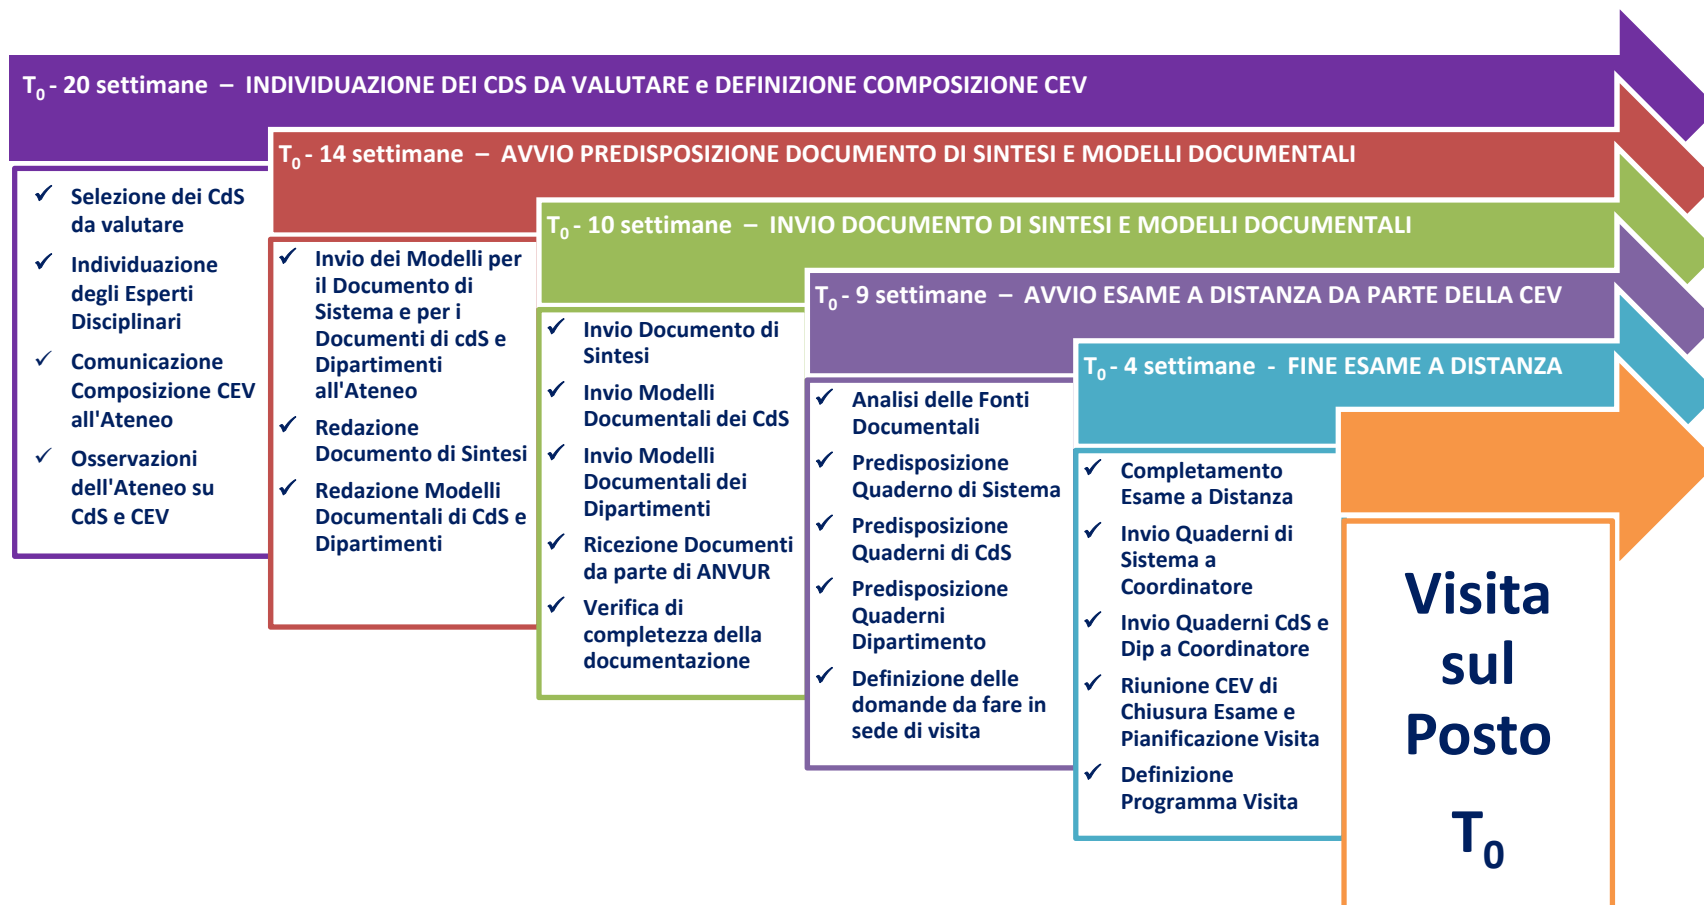 T0 - 20 settimane – INDIVIDUAZIONE DEI CDS DA VALUTARE e DEFINIZIONE COMPOSIZIONE CEV
✓ Selezione dei CdS
da valutare
✓ Individuazione
degli Esperti
Disciplinari
✓ Comunicazione
Composizione CEV
all'Ateneo
✓ Osservazioni
dell'Ateneo su
CdS e CEV
T0 - 14 settimane – AVVIO PREDISPOSIZIONE DOCUMENTO DI SINTESI E MODELLI DOCUMENTALI
✓ Invio dei Modelli per
il Documento di
Sistema e per i
Documenti di cdS e
Dipartimenti
all'Ateneo
✓ Redazione
Documento di Sintesi
✓ Redazione Modelli
Documentali di CdS e
Dipartimenti
T0 - 10 settimane – INVIO DOCUMENTO DI SINTESI E MODELLI DOCUMENTALI
✓ Invio Documento di
Sintesi
✓ Invio Modelli
Documentali dei CdS
✓ Invio Modelli
Documentali dei
Dipartimenti
✓ Ricezione Documenti
da parte di ANVUR
✓ Verifica di
completezza della
documentazione
T0 - 9 settimane – AVVIO ESAME A DISTANZA DA PARTE DELLA CEV
✓ Analisi delle Fonti
Documentali
✓ Predisposizione
Quaderno di Sistema
✓ Predisposizione
Quaderni di CdS
✓ Predisposizione
Quaderni
Dipartimento
✓ Definizione delle
domande da fare in
sede di visita
T0 - 4 settimane - FINE ESAME A DISTANZA
✓ Completamento
Esame a Distanza
✓ Invio Quaderni di
Sistema a
Coordinatore
✓ Invio Quaderni CdS e
Dip a Coordinatore
✓ Riunione CEV di
Chiusura Esame e
Pianificazione Visita
✓ Definizione
Programma Visita
Visita
sul
Posto
T0